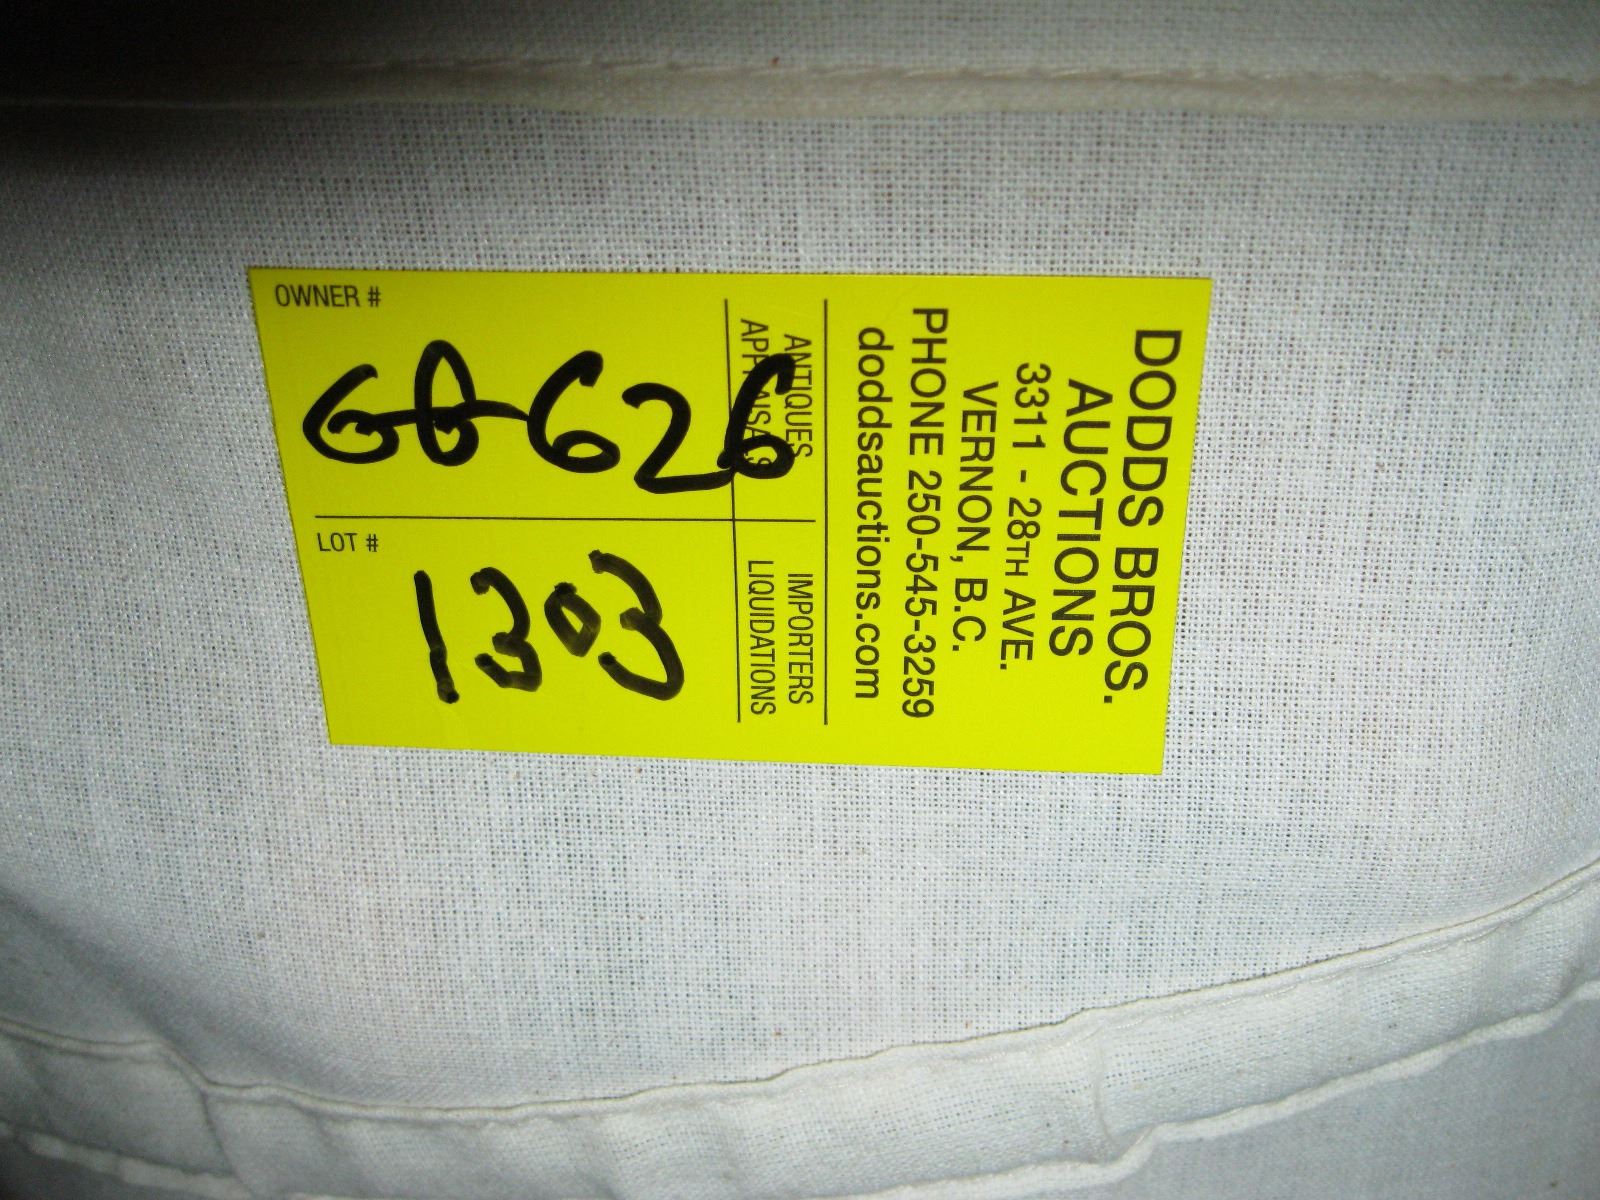 DODDS BROS.
AUCTIONS
3311 - 28TH AVE.
VERNON, B.C.
PHONE 250-545-3259
doddsauctions.com
ANTIQUES
APPRAISALS
IMPORTERS
LIQUIDATIONS
OWNER #
626
LOT #
1303